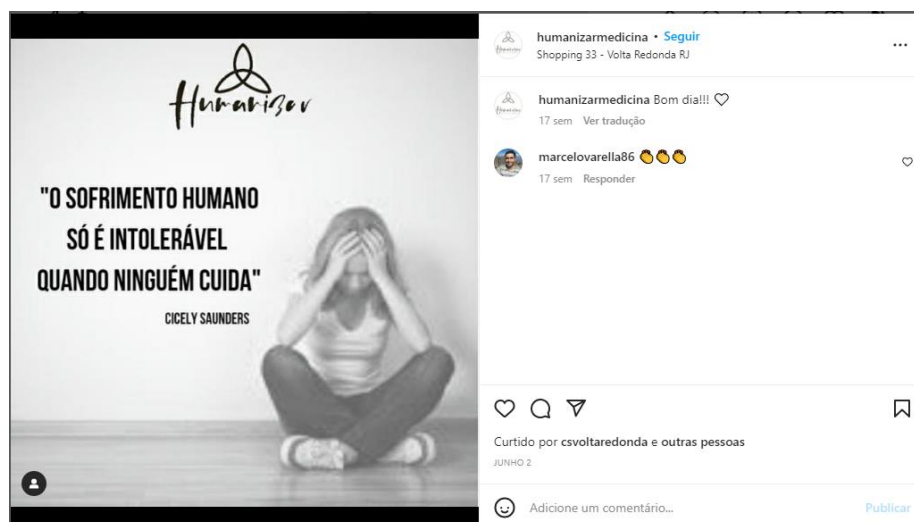 Humanizar
"O SOFRIMENTO HUMANO
SÓ É INTOLERÁVEL
QUANDO NINGUÉM CUIDA"
CICELY SAUNDERS
humanizarmedicina • Seguir
Shopping 33 - Volta Redonda RJ
humanizarmedicina Bom dia!!! ♡
17 sem Ver tradução
marcelovarella86 👏👏👏
17 sem Responder
Curtido por csvoltaredonda e outras pessoas
JUNHO 2
Adicione um comentário...
Publicar